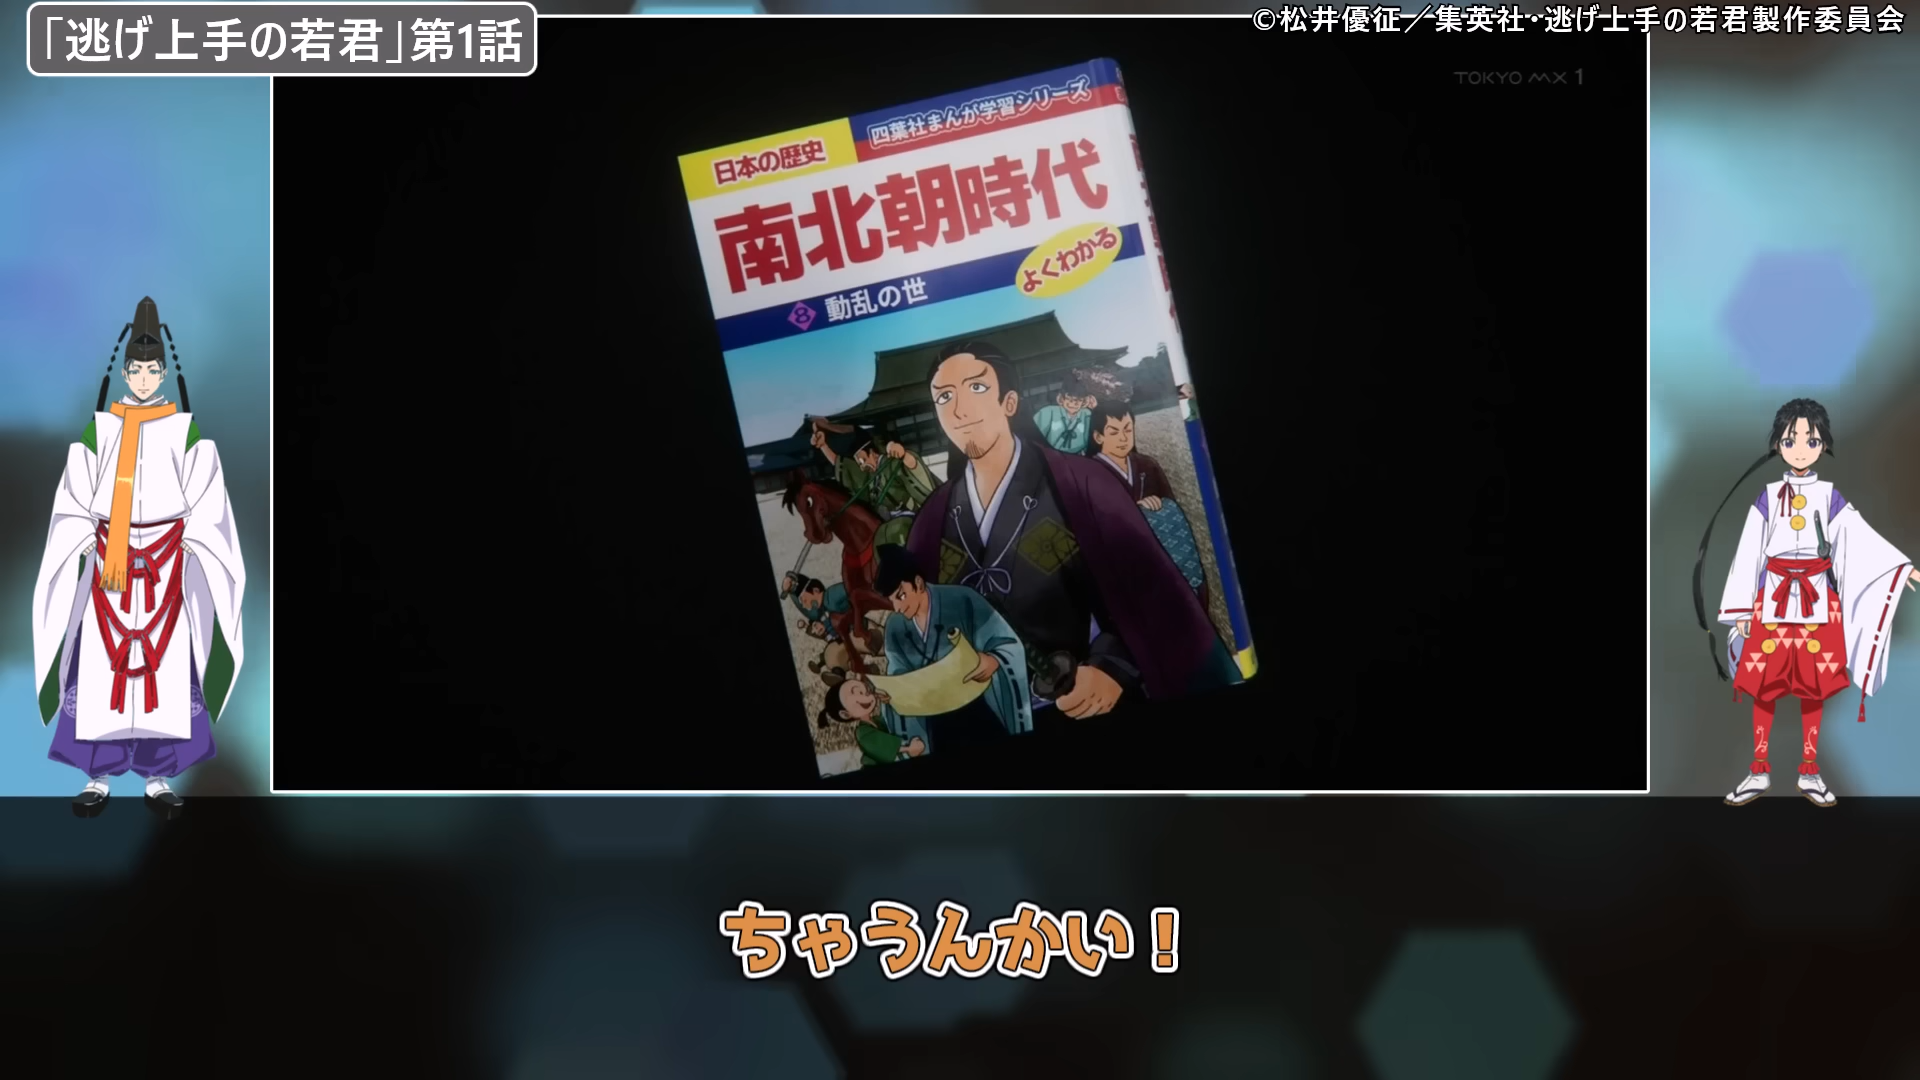 「逃げ上手の若君」第1話
©松井優征／集英社・逃げ上手の若君製作委員会
TOKYO MX 1
四葉社まんが学習シリーズ
日本の歴史
南北朝時代
よくわかる
8 動乱の世
ちゃうんかい！